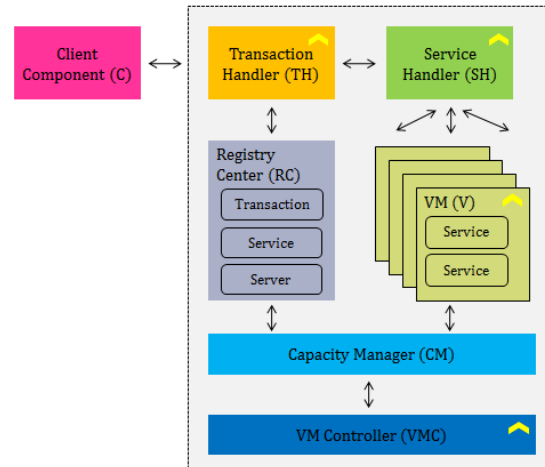 Client
Component (C)
Transaction
Handler (TH)
Service
Handler (SH)
Registry
Center (RC)
Transaction
Service
Server
VM (V)
Service
Service
Capacity Manager (CM)
VM Controller (VMC)